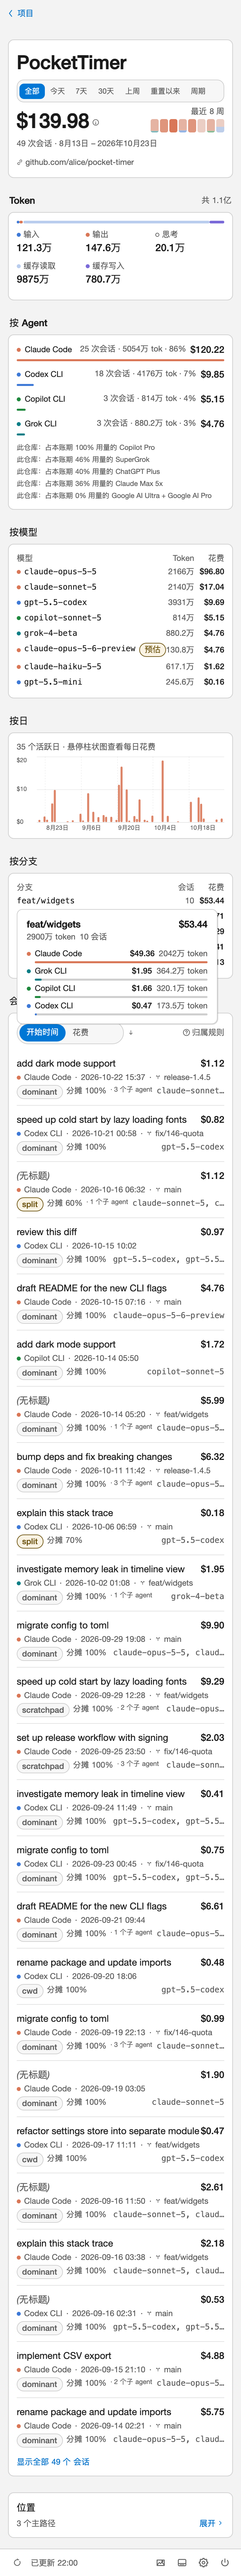 项目
PocketTimer
全部 今天 7天 30天 上周 重置以来 周期
$139.98
最近 8 周
49 次会话 · 8月13日 – 2026年10月23日
github.com/alice/pocket-timer
Token 共 1.1亿
输入 输出 思考
121.3万 147.6万 20.1万
缓存读取 缓存写入
9875万 780.7万
按 Agent
Claude Code 25 次会话 · 5054万 tok · 86% $120.22
Codex CLI 18 次会话 · 4176万 tok · 7% $9.85
Copilot CLI 3 次会话 · 814万 tok · 4% $5.15
Grok CLI 3 次会话 · 880.2万 tok · 3% $4.76
此仓库：占本账期 100% 用量的 Copilot Pro
此仓库：占本账期 46% 用量的 SuperGrok
此仓库：占本账期 40% 用量的 ChatGPT Plus
此仓库：占本账期 36% 用量的 Claude Max 5x
此仓库：占本账期 0% 用量的 Google AI Ultra + Google AI Pro
按模型
模型 Token 花费
claude-opus-5-5 2166万 $96.80
claude-sonnet-5 2140万 $17.04
gpt-5.5-codex 3931万 $9.69
copilot-sonnet-5 814万 $5.15
grok-4-beta 880.2万 $4.76
claude-opus-5-6-preview 预估 130.8万 $4.76
claude-haiku-5-5 617.1万 $1.62
gpt-5.5-mini 245.6万 $0.16
按日
35 个活跃日 · 悬停柱状图查看每日花费
$20
$10
$0
8月23日 9月6日 9月20日 10月4日 10月18日
按分支
分支 会话 花费
feat/widgets 10 $53.44
feat/widgets $53.44
2900万 token 10 会话
Claude Code $49.36 2042万 token
Grok CLI $1.95 364.2万 token
Copilot CLI $1.66 320.1万 token
Codex CLI $0.47 173.5万 token
71
29
41
13
开始时间 花费 ↓ 归属规则
add dark mode support $1.12
Claude Code · 2026-10-22 15:37 · release-1.4.5
dominant 分摊 100% · 3 个子 agent claude-sonnet…
speed up cold start by lazy loading fonts $0.82
Codex CLI · 2026-10-21 00:58 · fix/146-quota
dominant 分摊 100% gpt-5.5-codex
(无标题) $1.12
Claude Code · 2026-10-16 06:32 · main
split 分摊 60% · 1 个子 agent claude-sonnet-5, c…
review this diff $0.97
Codex CLI · 2026-10-15 10:02
dominant 分摊 100% gpt-5.5-codex, gpt-5.5…
draft README for the new CLI flags $4.76
Claude Code · 2026-10-15 07:16 · main
dominant 分摊 100% claude-opus-5-6-preview
add dark mode support $1.72
Copilot CLI · 2026-10-14 05:50
dominant 分摊 100% copilot-sonnet-5
(无标题) $5.99
Claude Code · 2026-10-14 05:20 · feat/widgets
dominant 分摊 100% · 1 个子 agent claude-opus-5…
bump deps and fix breaking changes $6.32
Claude Code · 2026-10-11 11:42 · release-1.4.5
dominant 分摊 100% · 3 个子 agent claude-opus-5…
explain this stack trace $0.18
Codex CLI · 2026-10-06 06:59 · main
split 分摊 70% gpt-5.5-codex
investigate memory leak in timeline view $1.95
Grok CLI · 2026-10-02 01:08 · feat/widgets
dominant 分摊 100% · 1 个子 agent grok-4-beta
migrate config to toml $9.90
Claude Code · 2026-09-29 19:08 · main
dominant 分摊 100% claude-opus-5-5, claud…
speed up cold start by lazy loading fonts $9.29
Claude Code · 2026-09-29 12:28 · feat/widgets
scratchpad 分摊 100% · 2 个子 agent claude-opus…
set up release workflow with signing $2.03
Claude Code · 2026-09-25 23:50 · fix/146-quota
scratchpad 分摊 100% · 3 个子 agent claude-sonn…
investigate memory leak in timeline view $0.41
Codex CLI · 2026-09-24 11:49 · main
dominant 分摊 100% gpt-5.5-codex, gpt-5.5…
migrate config to toml $0.75
Codex CLI · 2026-09-23 00:45 · fix/146-quota
dominant 分摊 100% gpt-5.5-codex, gpt-5.5…
draft README for the new CLI flags $6.61
Claude Code · 2026-09-21 09:44
dominant 分摊 100% · 1 个子 agent claude-opus-5…
rename package and update imports $0.48
Codex CLI · 2026-09-20 18:06
cwd 分摊 100% gpt-5.5-codex
migrate config to toml $0.99
Claude Code · 2026-09-19 22:13 · fix/146-quota
dominant 分摊 100% · 3 个子 agent claude-sonnet…
(无标题) $1.90
Claude Code · 2026-09-19 03:05
dominant 分摊 100% claude-sonnet-5
refactor settings store into separate module $0.47
Codex CLI · 2026-09-17 11:11 · feat/widgets
cwd 分摊 100% gpt-5.5-codex
(无标题) $2.61
Claude Code · 2026-09-16 11:50 · feat/widgets
dominant 分摊 100% claude-sonnet-5, claud…
explain this stack trace $2.18
Claude Code · 2026-09-16 03:38 · feat/widgets
dominant 分摊 100% claude-sonnet-5, claud…
(无标题) $0.53
Codex CLI · 2026-09-16 02:31 · main
dominant 分摊 100% gpt-5.5-codex, gpt-5.5…
implement CSV export $4.88
Claude Code · 2026-09-15 21:10 · main
dominant 分摊 100% · 2 个子 agent claude-opus-5…
rename package and update imports $5.75
Claude Code · 2026-09-14 02:21 · main
dominant 分摊 100% claude-opus-5-5, claud…
显示全部 49 个 会话
位置
3 个主路径 展开
已更新 22:00